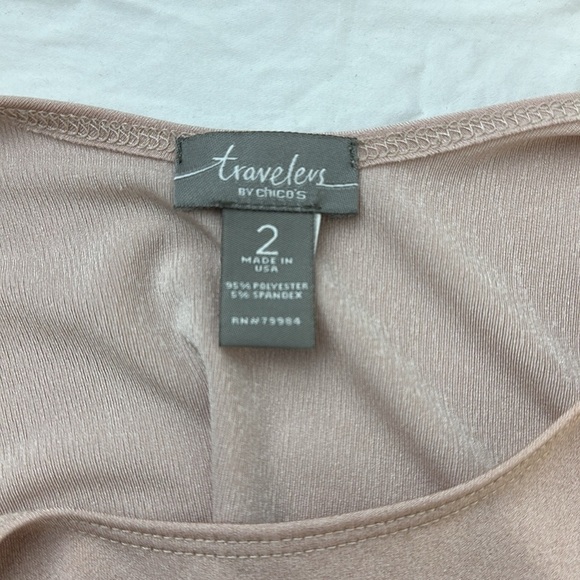 travelers
BY CHICO'S
2
MADE IN
USA
95% POLYESTER
5% SPANDEX
RN#79984